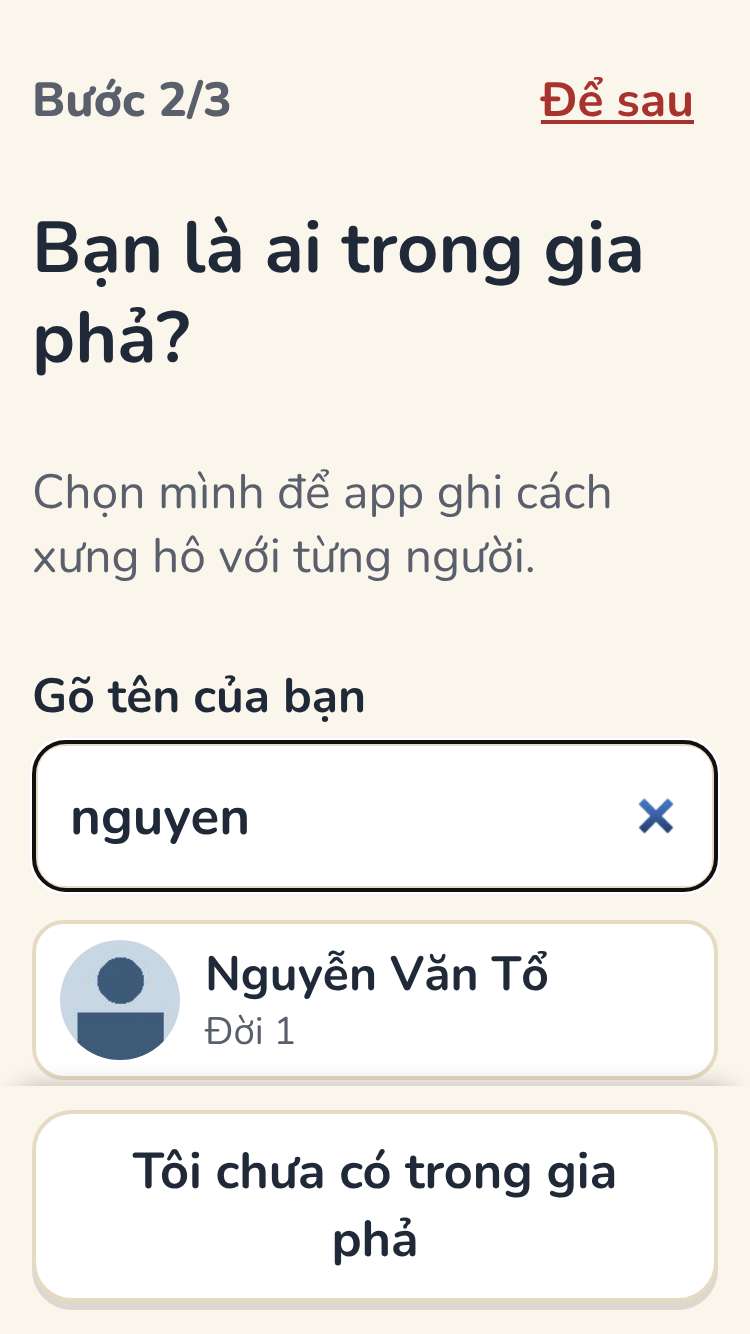 Bước 2/3
Để sau
Bạn là ai trong gia
phả?
Chọn mình để app ghi cách
xưng hô với từng người.
Gõ tên của bạn
nguyen
Nguyễn Văn Tổ
Đời 1
Tôi chưa có trong gia
phả